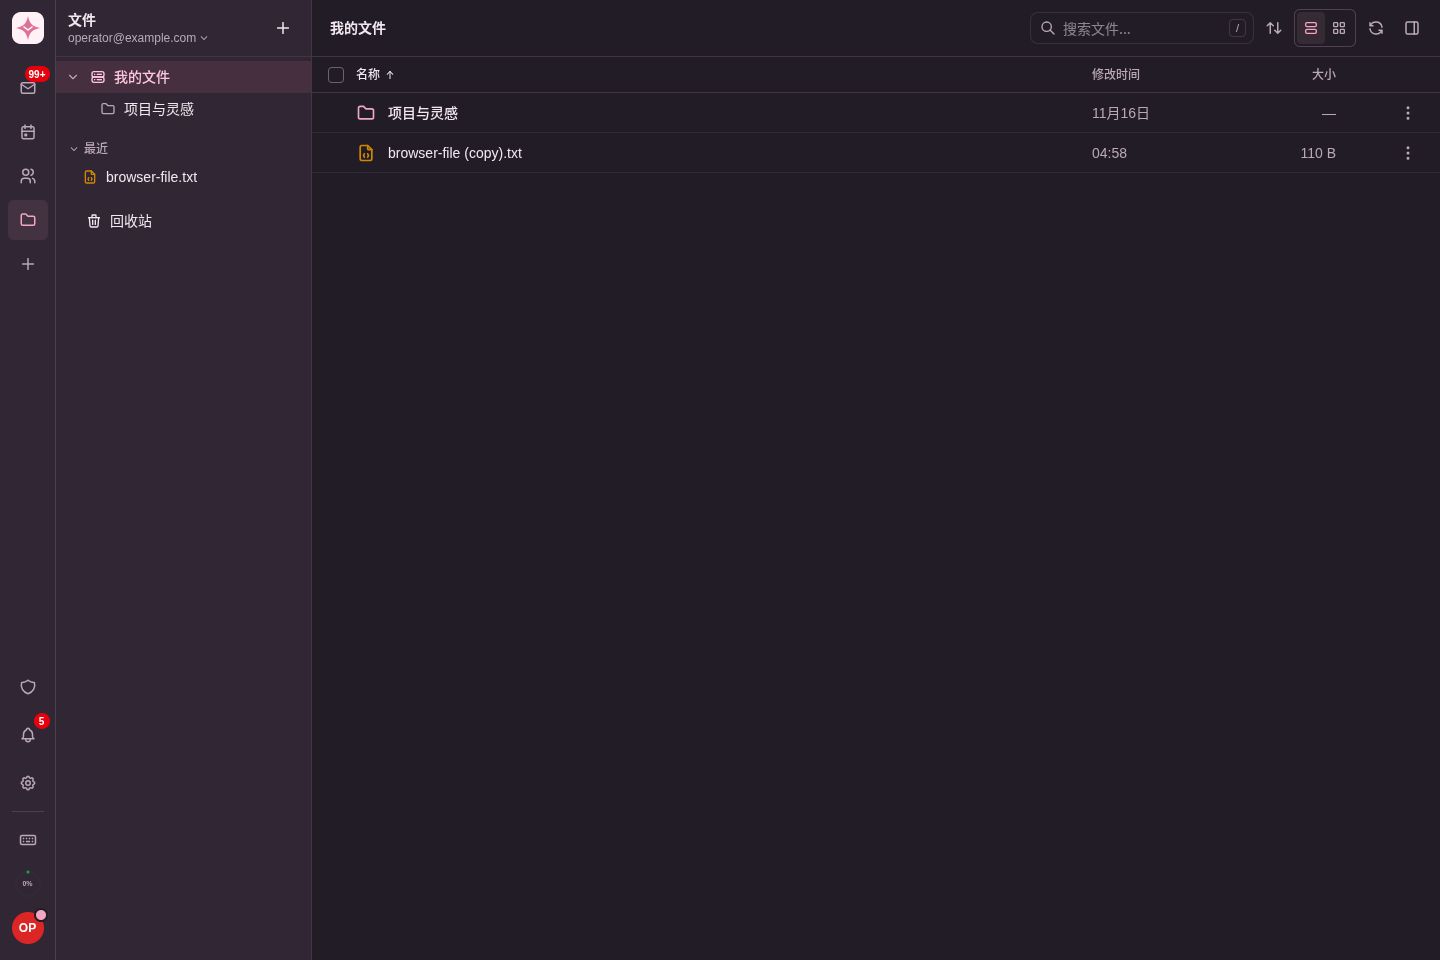 文件
operator@example.com
99+
我的文件
项目与灵感
最近
browser-file.txt
回收站
5
0%
OP
我的文件
搜索文件...
/
名称
修改时间
大小
项目与灵感
11月16日
—
browser-file (copy).txt
04:58
110 B